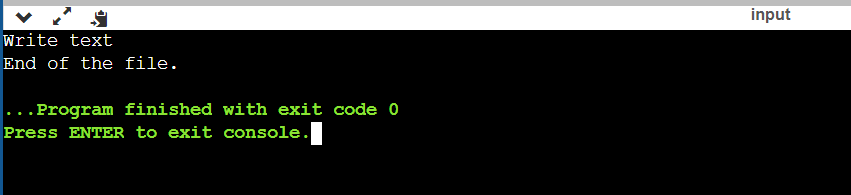 input
Write text
End of the file.
...Program finished with exit code 0
Press ENTER to exit console.